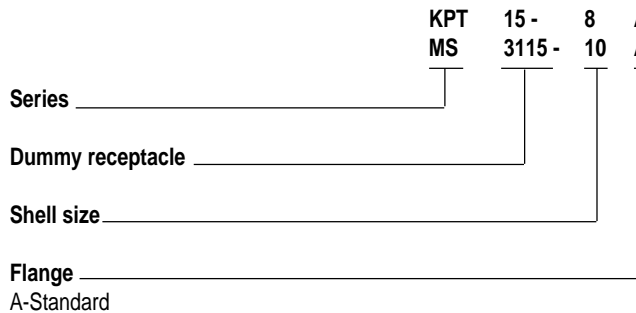 KPT 15 - 8
MS 3115 - 10
Series
Dummy receptacle
Shell size
Flange
A-Standard